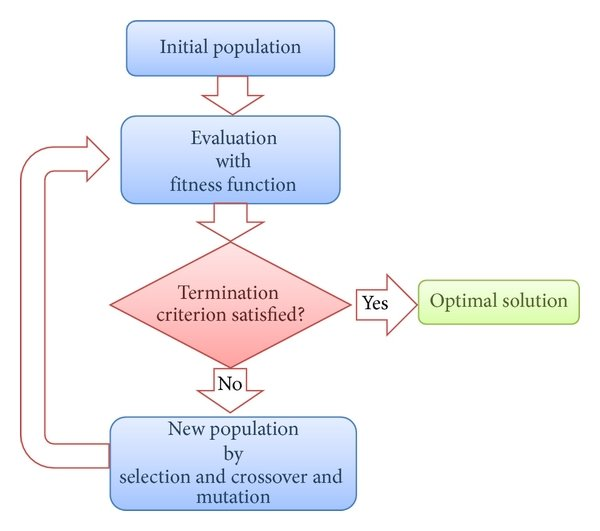 Initial population
Evaluation
with
fitness function
Termination
criterion satisfied?
Yes
Optimal solution
No
New population
by
selection and crossover and
mutation